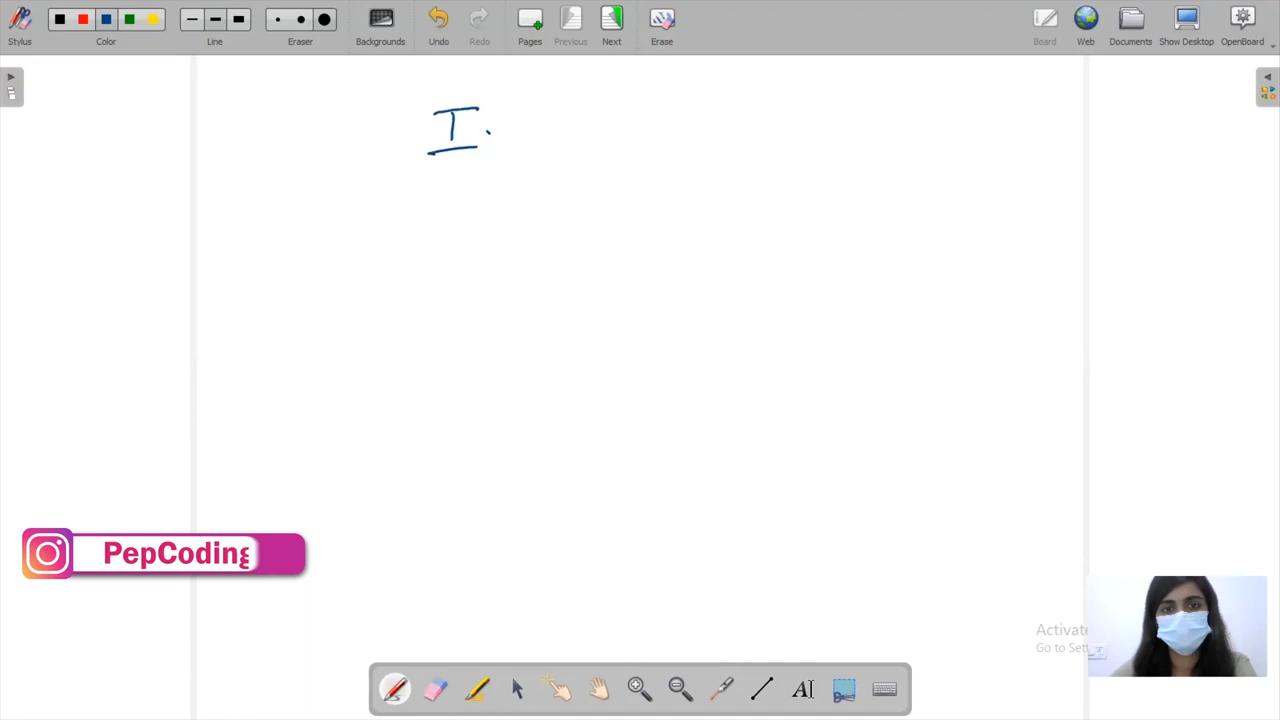 Stylus Color Line Eraser Backgrounds Undo Redo Pages Previous Next Erase Board Web Documents Show Desktop OpenBoard
I.
PepCoding
Activate
Go to Sett